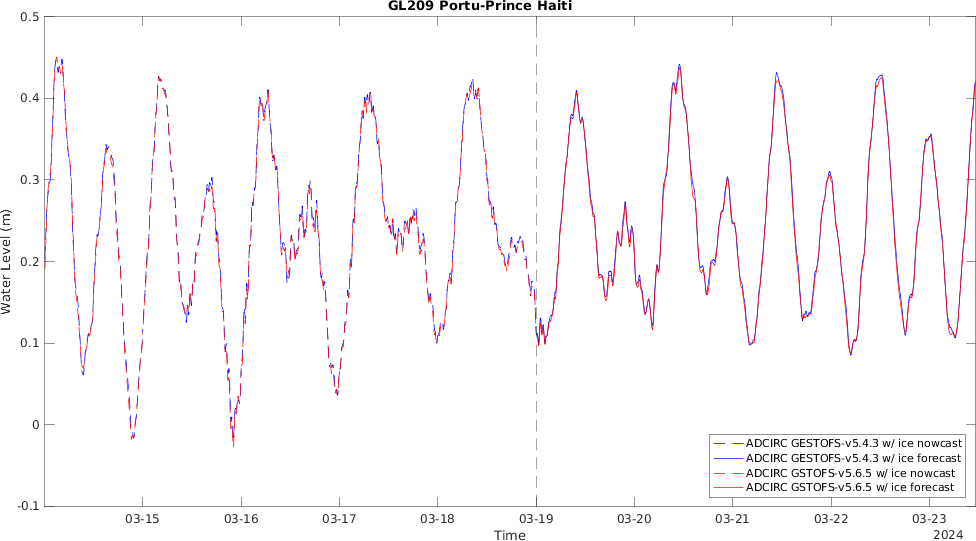 GL209 Portu-Prince Haiti
0.5
0.4
0.3
0.2
0.1
0
-0.1
Water Level (m)
ADCIRC GESTOFS-v5.4.3 w/ ice nowcast
ADCIRC GESTOFS-v5.4.3 w/ ice forecast
ADCIRC GSTOFS-v5.6.5 w/ ice nowcast
ADCIRC GSTOFS-v5.6.5 w/ ice forecast
03-15 03-16 03-17 03-18 03-19 03-20 03-21 03-22 03-23
Time
2024